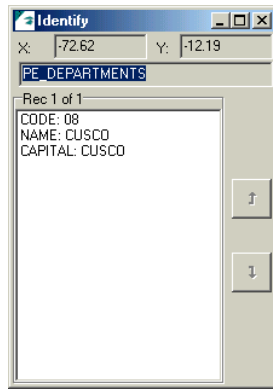 Identify
X: -72.62 Y: -12.19
PE_DEPARTMENTS
Rec 1 of 1
CODE: 08
NAME: CUSCO
CAPITAL: CUSCO